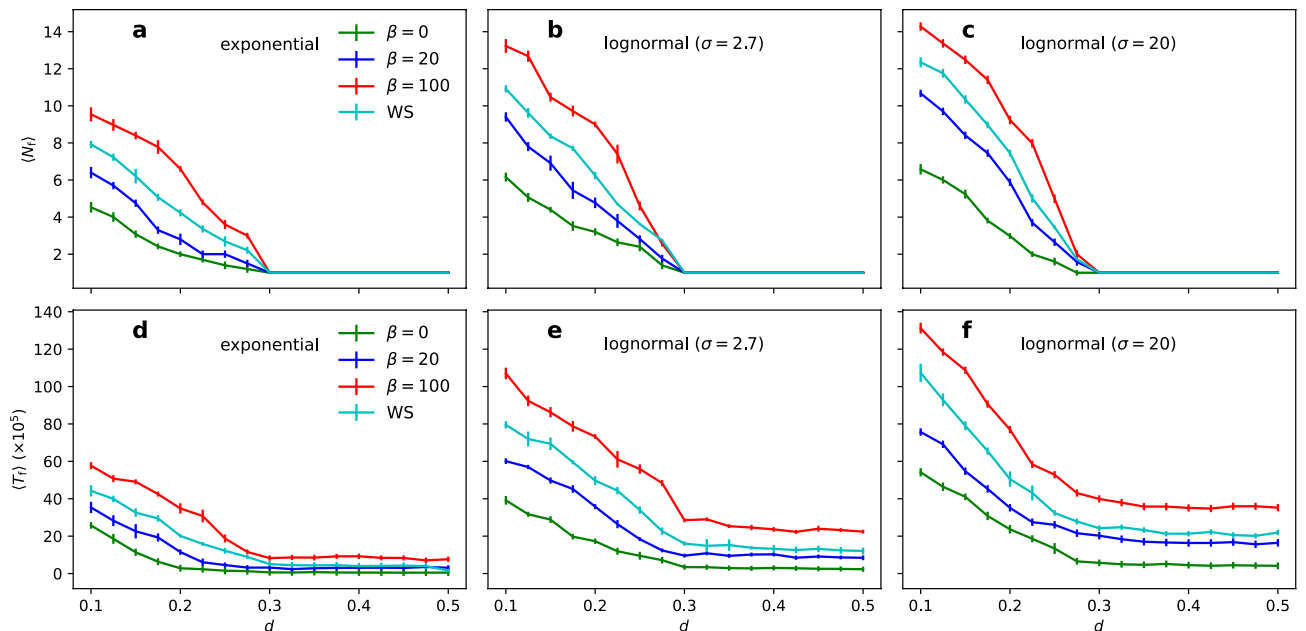 a
exponential
β = 0
β = 20
β = 100
WS
b
lognormal (σ = 2.7)
c
lognormal (σ = 20)
⟨N_f⟩
14
12
10
8
6
4
2
d
exponential
β = 0
β = 20
β = 100
WS
e
lognormal (σ = 2.7)
f
lognormal (σ = 20)
⟨T_f⟩ (×10⁵)
140
120
100
80
60
40
20
0
0.1 0.2 0.3 0.4 0.5
0.1 0.2 0.3 0.4 0.5
0.1 0.2 0.3 0.4 0.5
d
d
d